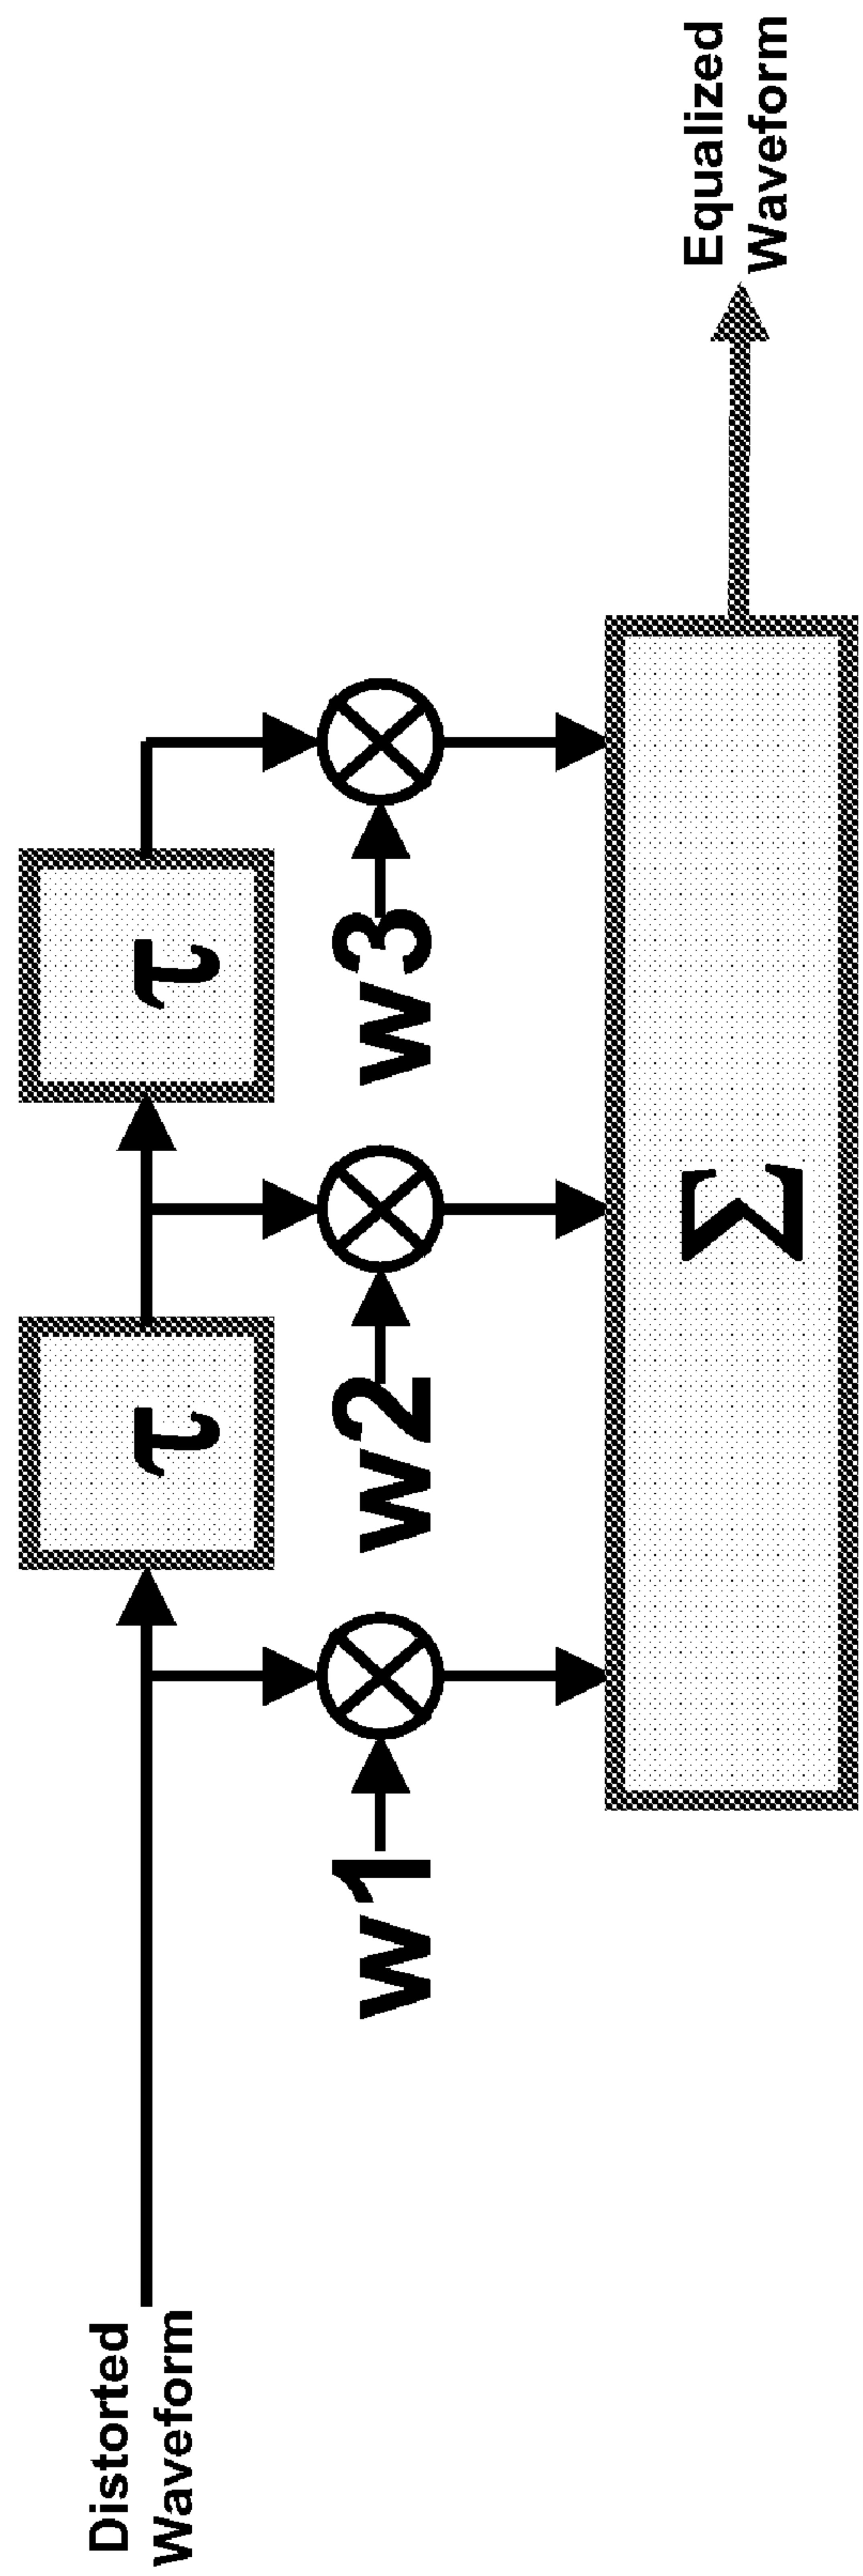 Distorted
Waveform
τ
τ
w1
w2
w3
Σ
Equalized
Waveform